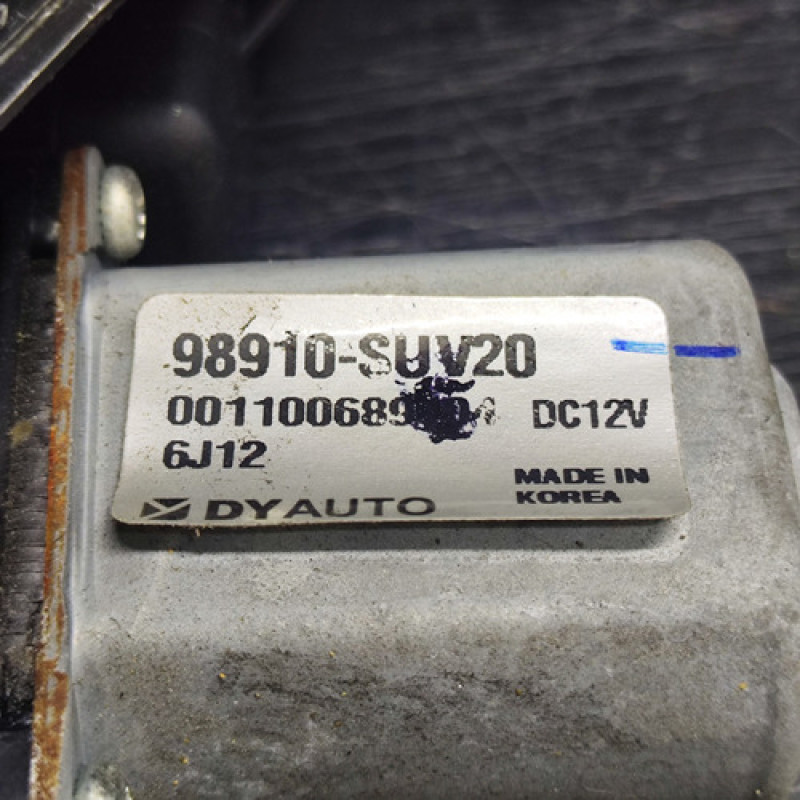 98910-SUV20
DC12V
6J12
MADE IN
KOREA
DYAUTO